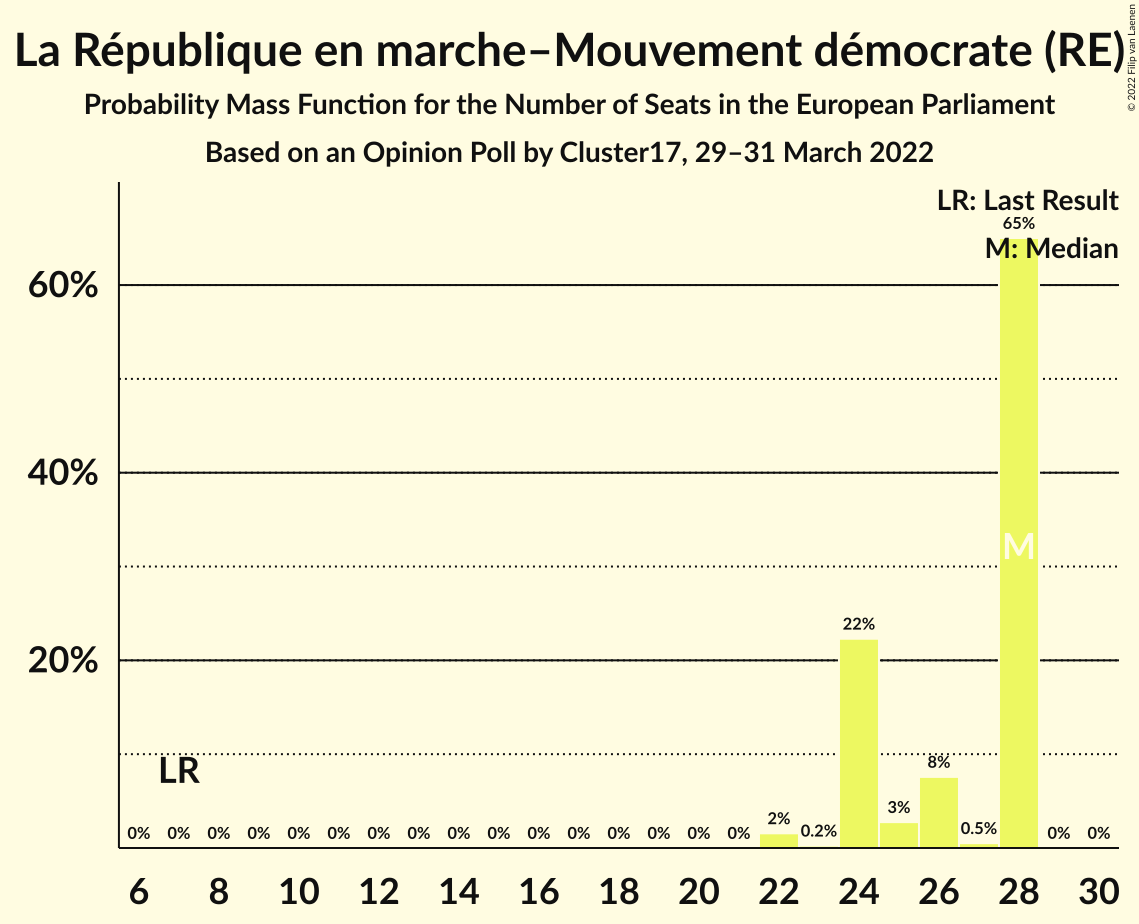 La République en marche–Mouvement démocrate (RE)
© 2022 Filip van Laenen
Probability Mass Function for the Number of Seats in the European Parliament
Based on an Opinion Poll by Cluster17, 29–31 March 2022
LR: Last Result
65%
M: Median
60%
40%
M
22%
20%
LR
8%
3%
2%
0.5%
0.2%
0% 0% 0% 0% 0% 0% 0% 0% 0% 0% 0% 0% 0% 0% 0% 0% 0% 0%
6 8 10 12 14 16 18 20 22 24 26 28 30